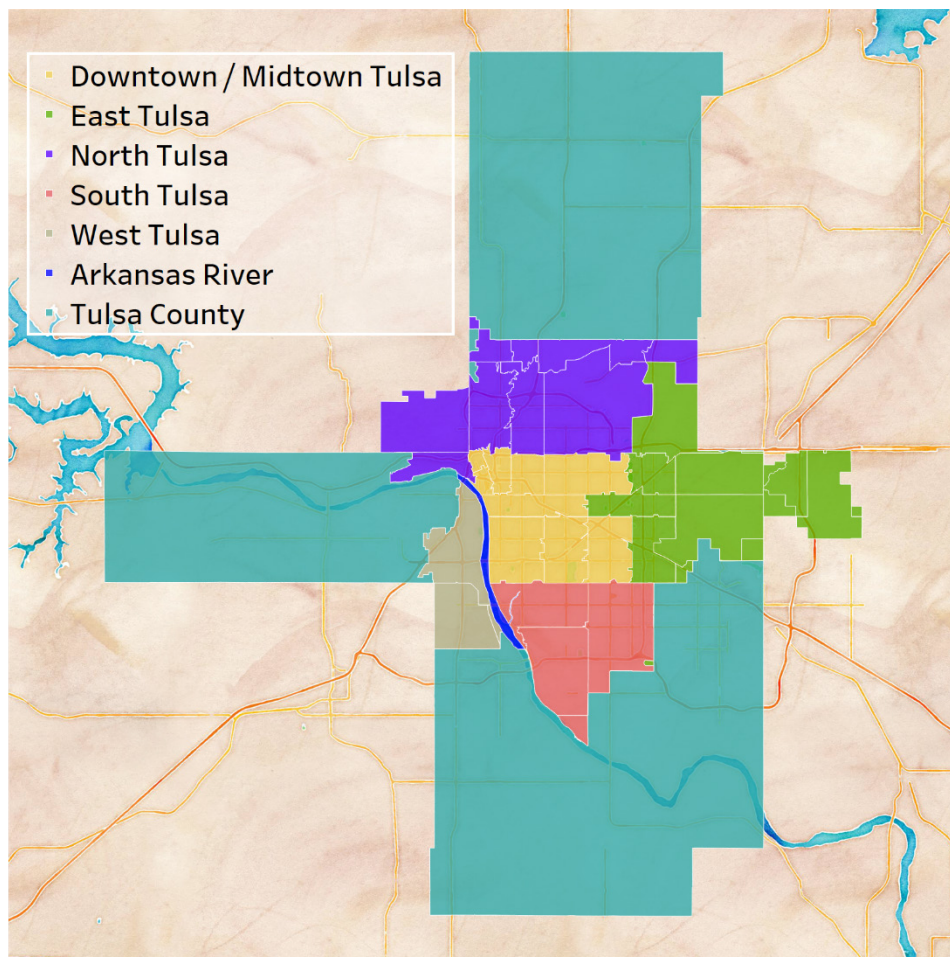 Downtown / Midtown Tulsa
East Tulsa
North Tulsa
South Tulsa
West Tulsa
Arkansas River
Tulsa County